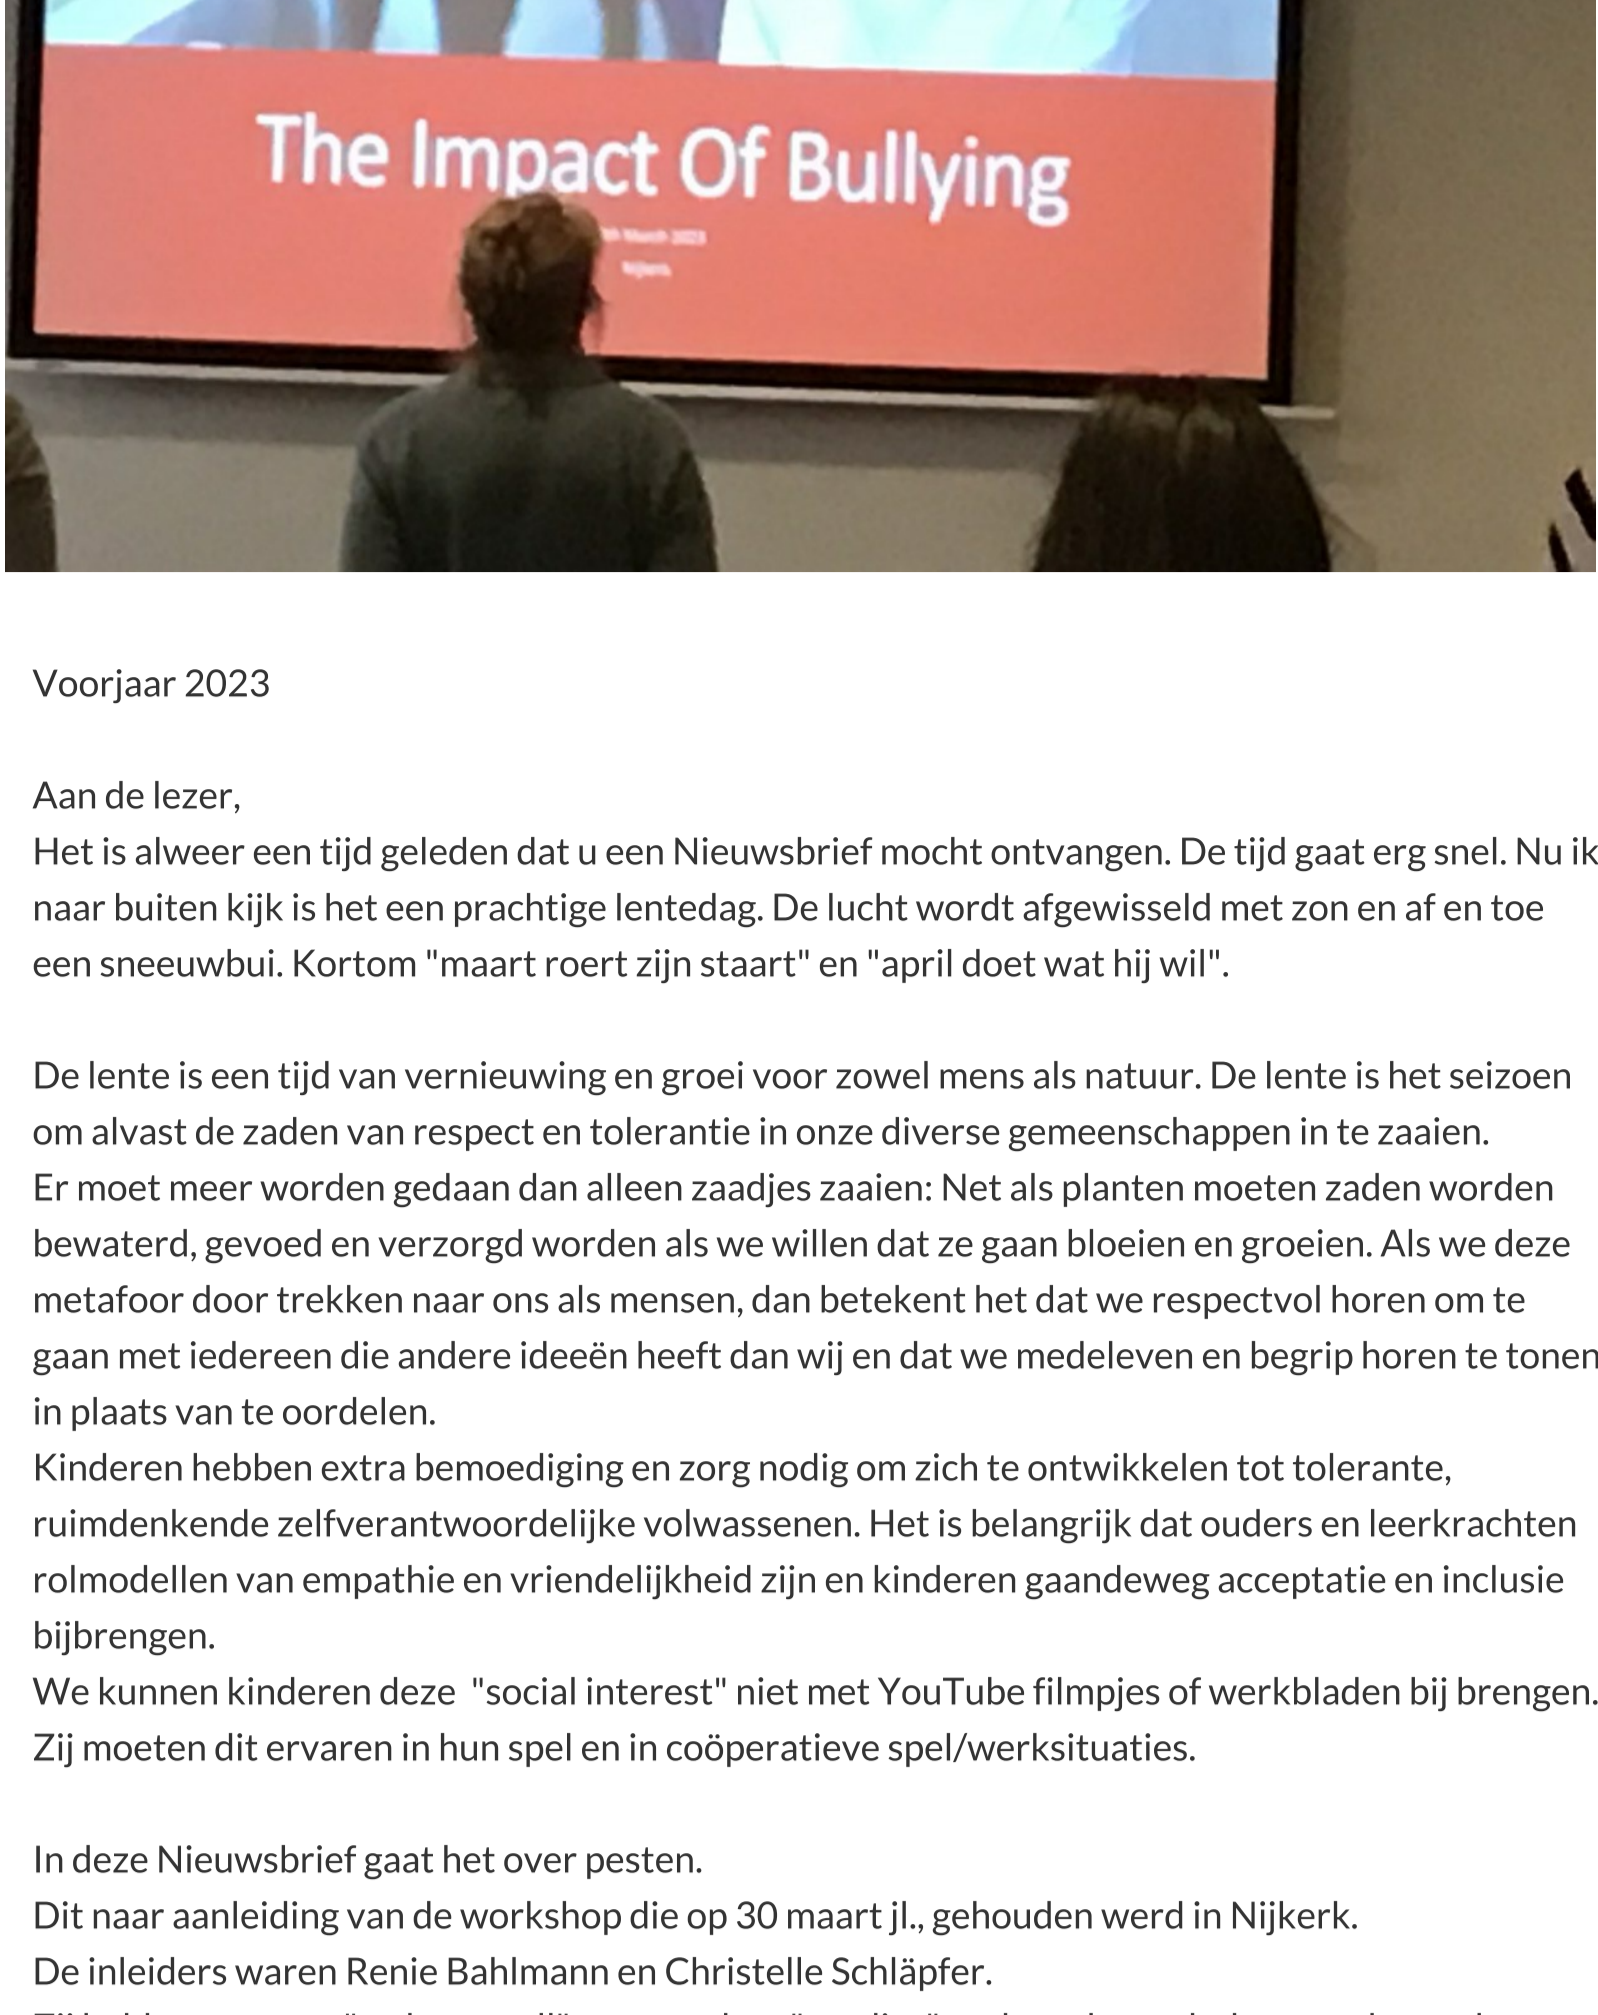 The Impact Of Bullying
March 2023
Voorjaar 2023
Aan de lezer,
Het is alweer een tijd geleden dat u een Nieuwsbrief mocht ontvangen. De tijd gaat erg snel. Nu ik
naar buiten kijk is het een prachtige lentedag. De lucht wordt afgewisseld met zon en af en toe
een sneeuwbui. Kortom "maart roert zijn staart" en "april doet wat hij wil".
De lente is een tijd van vernieuwing en groei voor zowel mens als natuur. De lente is het seizoen
om alvast de zaden van respect en tolerantie in onze diverse gemeenschappen in te zaaien.
Er moet meer worden gedaan dan alleen zaadjes zaaien: Net als planten moeten zaden worden
bewaterd, gevoed en verzorgd worden als we willen dat ze gaan bloeien en groeien. Als we deze
metafoor door trekken naar ons als mensen, dan betekent het dat we respectvol horen om te
gaan met iedereen die andere ideeën heeft dan wij en dat we medeleven en begrip horen te tonen
in plaats van te oordelen.
Kinderen hebben extra bemoediging en zorg nodig om zich te ontwikkelen tot tolerante,
ruimdenkende zelfverantwoordelijke volwassenen. Het is belangrijk dat ouders en leerkrachten
rolmodellen van empathie en vriendelijkheid zijn en kinderen gaandeweg acceptatie en inclusie
bijbrengen.
We kunnen kinderen deze  "social interest" niet met YouTube filmpjes of werkbladen bij brengen.
Zij moeten dit ervaren in hun spel en in coöperatieve spel/werksituaties.
In deze Nieuwsbrief gaat het over pesten.
Dit naar aanleiding van de workshop die op 30 maart jl., gehouden werd in Nijkerk.
De inleiders waren Renie Bahlmann en Christelle Schläpfer.